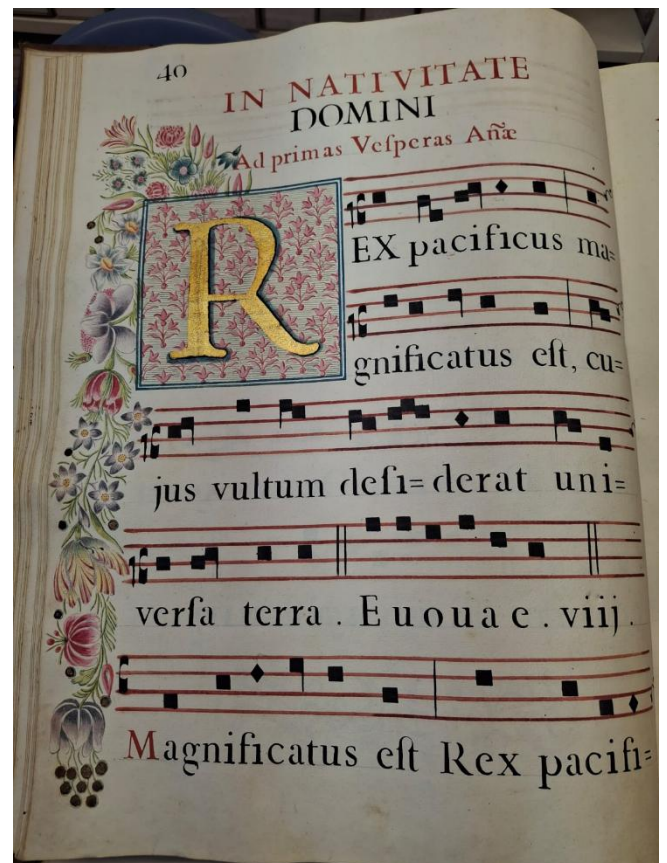 40
IN NATIVITATE
DOMINI
Ad primas Veſperas Añæ
REX pacificus ma=
gnificatus eſt, cu=
jus vultum deſi=derat uni=
verſa terra. Euouae. viij.
Magnificatus eſt Rex pacifi=